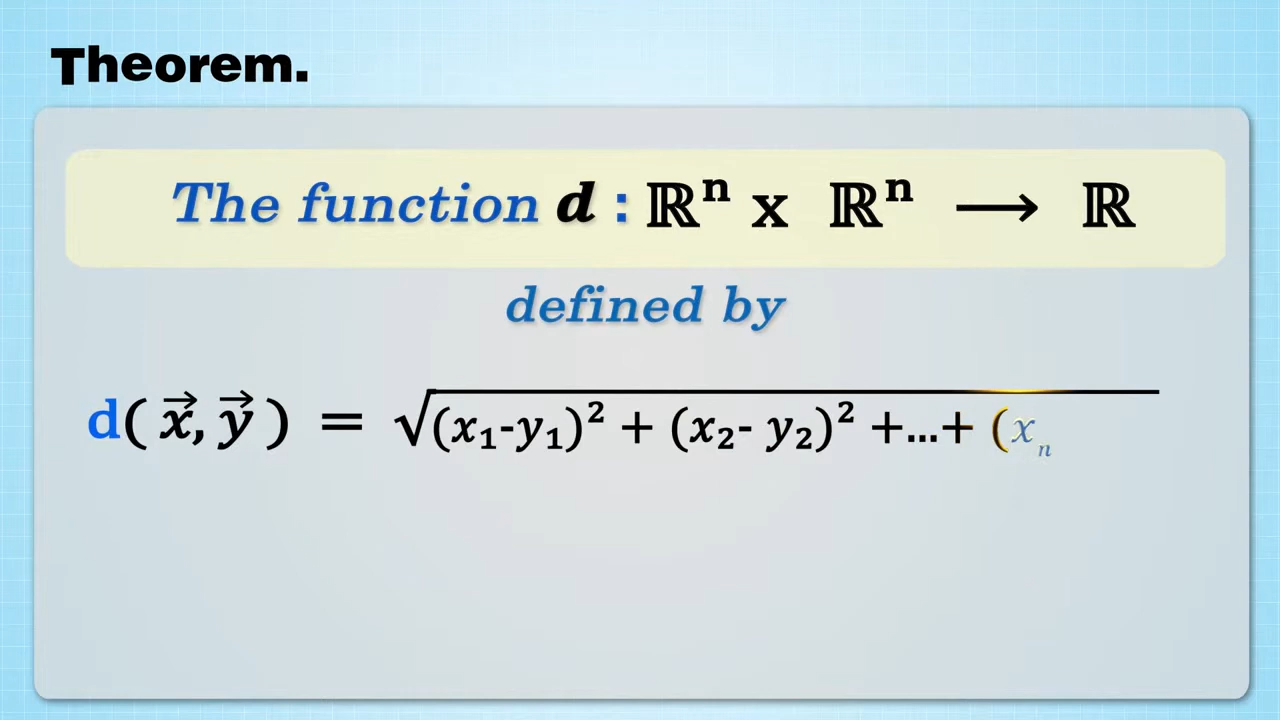 Theorem.
The function d : ℝⁿ x ℝⁿ ⟶ ℝ
defined by
d( x⃗, y⃗ ) = √(x₁-y₁)² + (x₂- y₂)² +...+ (xₙ